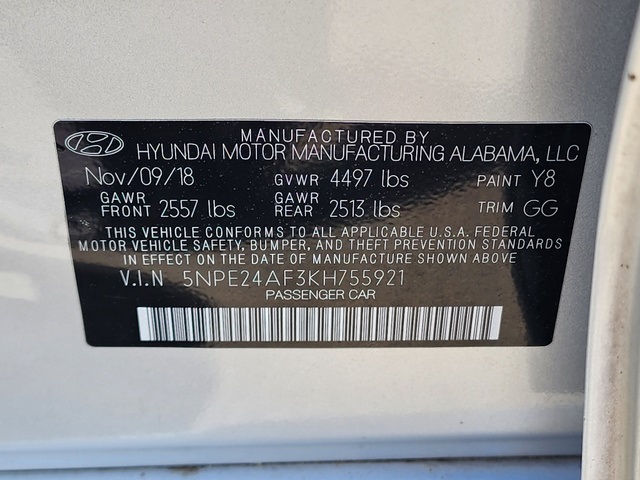 MANUFACTURED BY
HYUNDAI MOTOR MANUFACTURING ALABAMA, LLC
Nov/09/18 GVWR 4497 lbs PAINT Y8
GAWR FRONT 2557 lbs GAWR REAR 2513 lbs TRIM GG
THIS VEHICLE CONFORMS TO ALL APPLICABLE U.S.A. FEDERAL
MOTOR VEHICLE SAFETY, BUMPER, AND THEFT PREVENTION STANDARDS
IN EFFECT ON THE DATE OF MANUFACTURE SHOWN ABOVE
V.I.N 5NPE24AF3KH755921
PASSENGER CAR